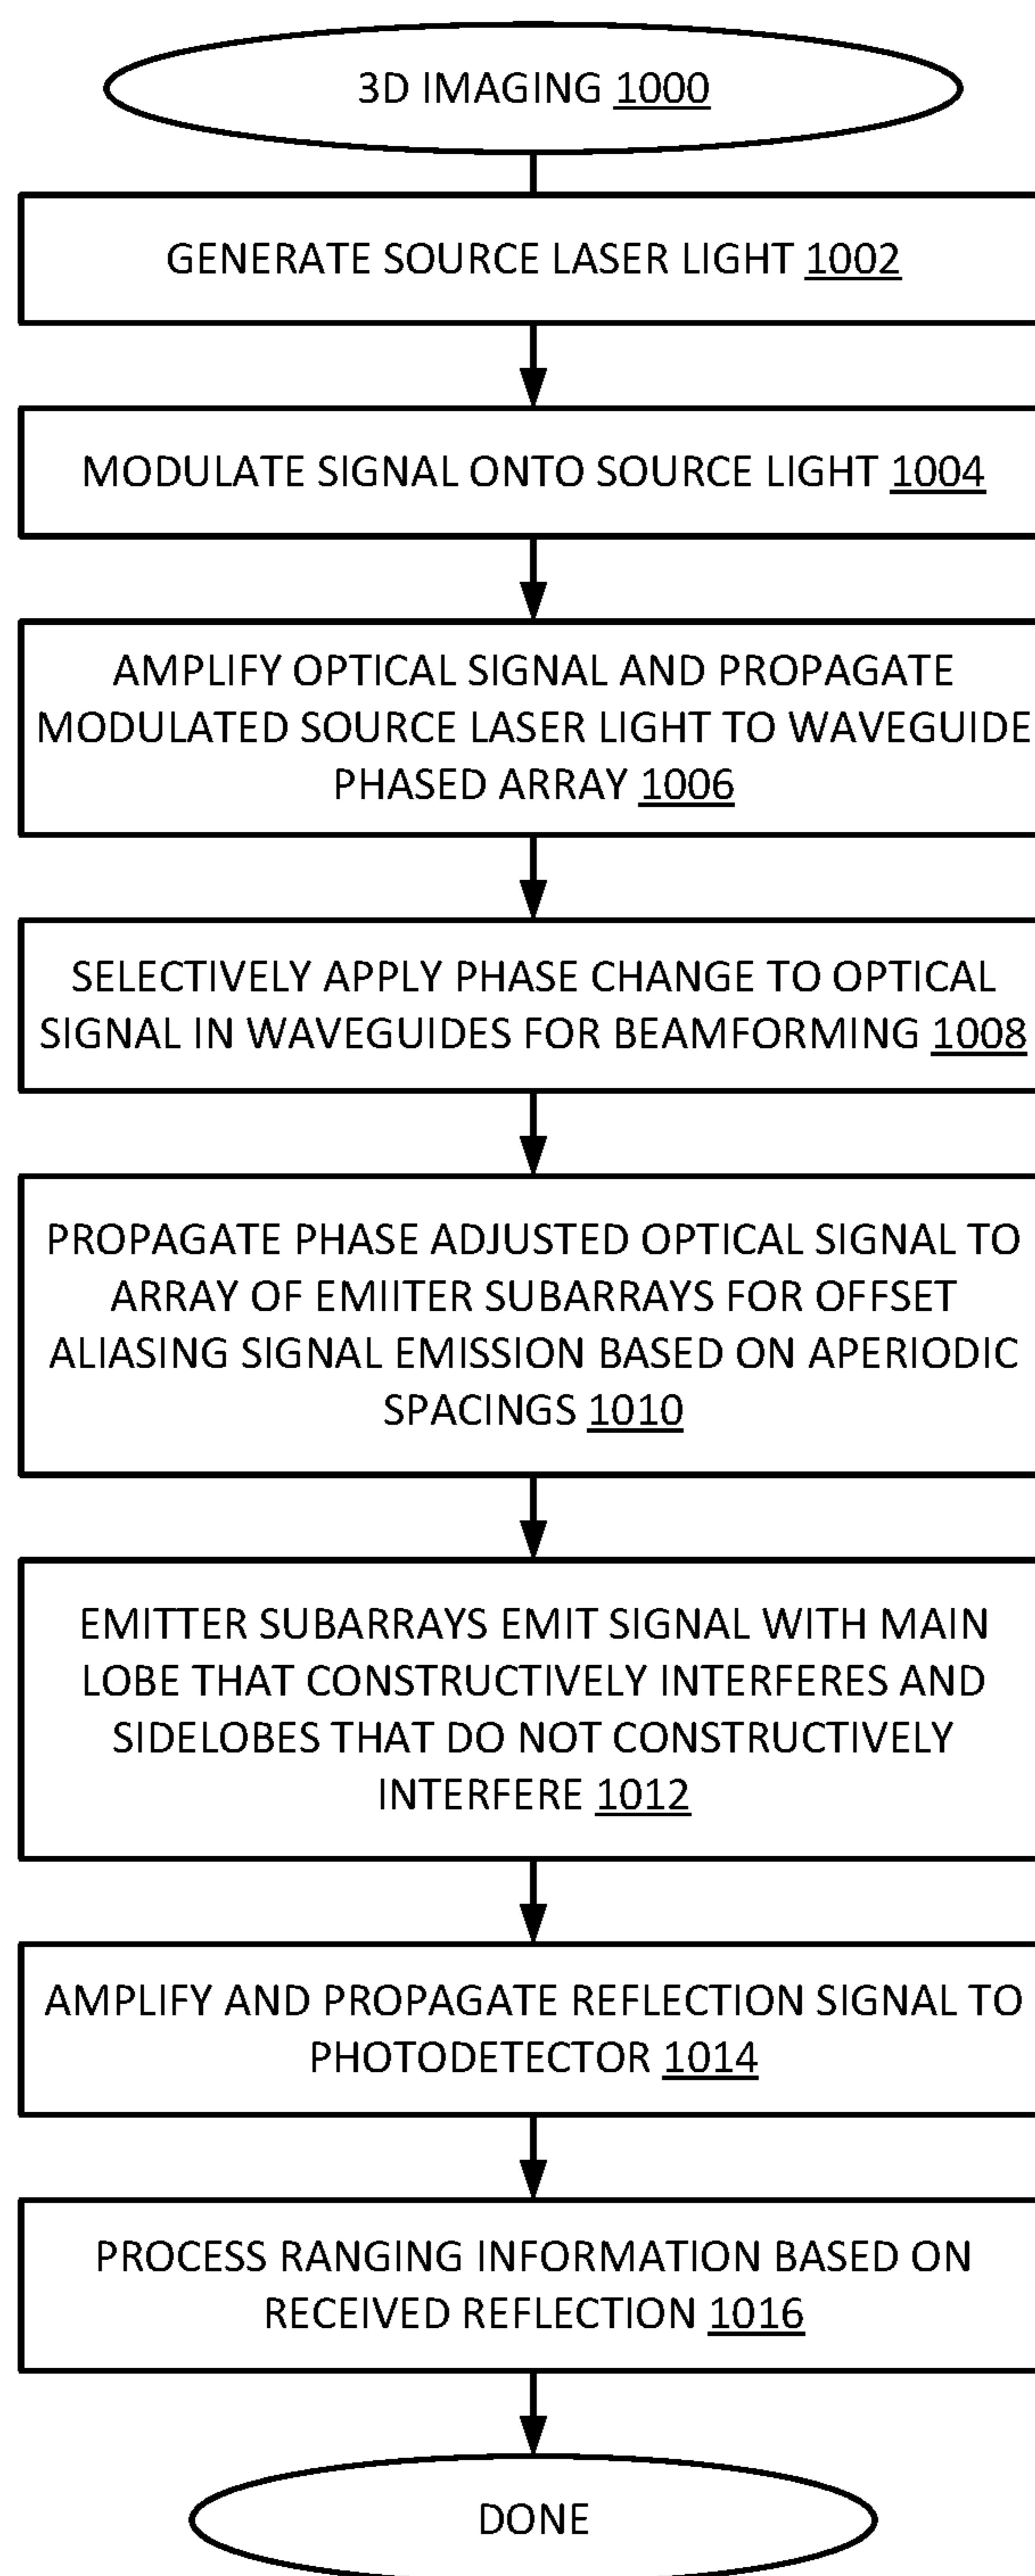 3D IMAGING 1000
GENERATE SOURCE LASER LIGHT 1002
MODULATE SIGNAL ONTO SOURCE LIGHT 1004
AMPLIFY OPTICAL SIGNAL AND PROPAGATE
MODULATED SOURCE LASER LIGHT TO WAVEGUIDE
PHASED ARRAY 1006
SELECTIVELY APPLY PHASE CHANGE TO OPTICAL
SIGNAL IN WAVEGUIDES FOR BEAMFORMING 1008
PROPAGATE PHASE ADJUSTED OPTICAL SIGNAL TO
ARRAY OF EMIITER SUBARRAYS FOR OFFSET
ALIASING SIGNAL EMISSION BASED ON APERIODIC
SPACINGS 1010
EMITTER SUBARRAYS EMIT SIGNAL WITH MAIN
LOBE THAT CONSTRUCTIVELY INTERFERES AND
SIDELOBES THAT DO NOT CONSTRUCTIVELY
INTERFERE 1012
AMPLIFY AND PROPAGATE REFLECTION SIGNAL TO
PHOTODETECTOR 1014
PROCESS RANGING INFORMATION BASED ON
RECEIVED REFLECTION 1016
DONE